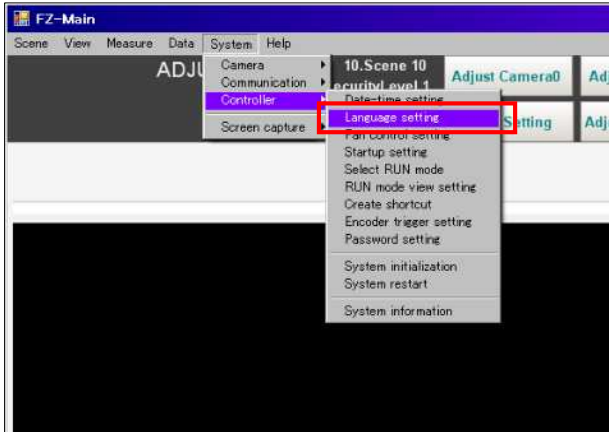 FZ-Main
Scene View Measure Data System Help
ADJU
10.Scene 10
ecurityLevel 1
Adjust Camera0
Adj
Setting
Adj
Camera
Communication
Controller
Screen capture
Date-time setting
Language setting
Fan control setting
Startup setting
Select RUN mode
RUN mode view setting
Create shortcut
Encoder trigger setting
Password setting
System initialization
System restart
System information